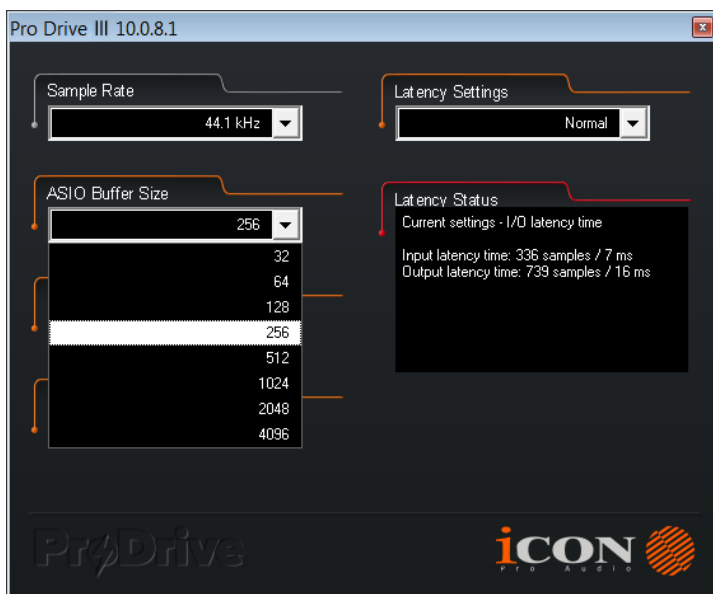 Pro Drive III 10.0.8.1
Sample Rate
44.1 kHz
Latency Settings
Normal
ASIO Buffer Size
256
32
64
128
256
512
1024
2048
4096
Latency Status
Current settings - I/O latency time
Input latency time: 336 samples / 7 ms
Output latency time: 739 samples / 16 ms
ProDrive
iCON
Pro Audio